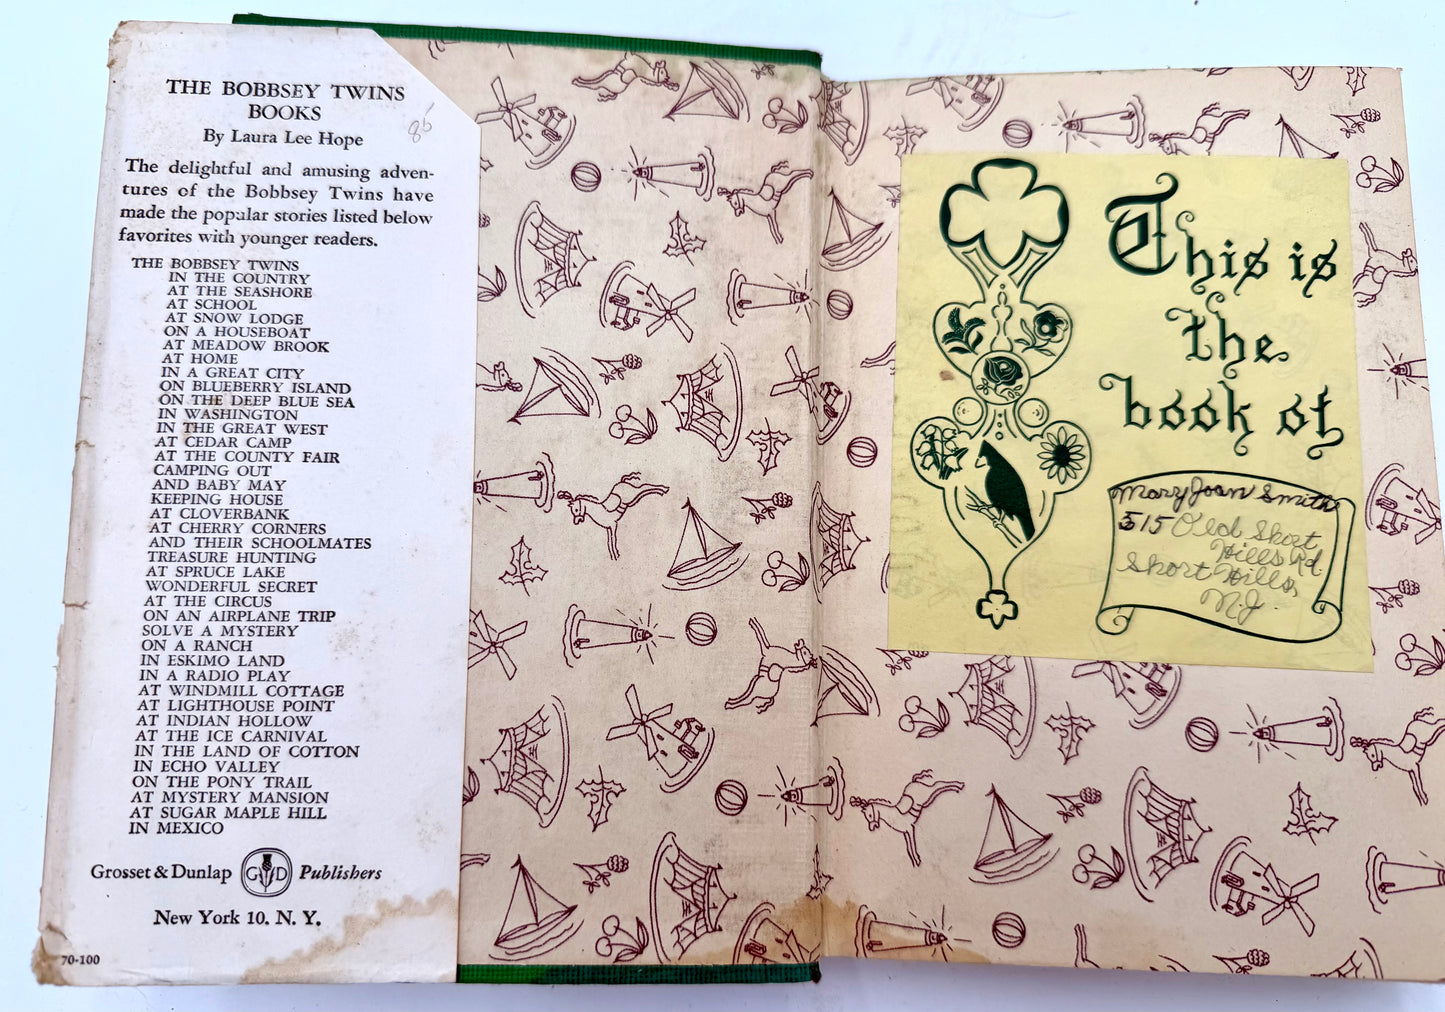 THE BOBBSEY TWINS
BOOKS
By Laura Lee Hope
86
The delightful and amusing adven-
tures of the Bobbsey Twins have
made the popular stories listed below
favorites with younger readers.
THE BOBBSEY TWINS
IN THE COUNTRY
AT THE SEASHORE
AT SCHOOL
AT SNOW LODGE
ON A HOUSEBOAT
AT MEADOW BROOK
AT HOME
IN A GREAT CITY
ON BLUEBERRY ISLAND
ON THE DEEP BLUE SEA
IN WASHINGTON
IN THE GREAT WEST
AT CEDAR CAMP
AT THE COUNTY FAIR
CAMPING OUT
AND BABY MAY
KEEPING HOUSE
AT CLOVERBANK
AT CHERRY CORNERS
AND THEIR SCHOOLMATES
TREASURE HUNTING
AT SPRUCE LAKE
WONDERFUL SECRET
AT THE CIRCUS
ON AN AIRPLANE TRIP
SOLVE A MYSTERY
ON A RANCH
IN ESKIMO LAND
IN A RADIO PLAY
AT WINDMILL COTTAGE
AT LIGHTHOUSE POINT
AT INDIAN HOLLOW
AT THE ICE CARNIVAL
IN THE LAND OF COTTON
IN ECHO VALLEY
ON THE PONY TRAIL
AT MYSTERY MANSION
AT SUGAR MAPLE HILL
IN MEXICO
Grosset & Dunlap G D Publishers
New York 10, N. Y.
70-100
This is
the
book of
Mary Joan Smith
515 Old Short
Hills Rd.
Short Hills
N.J.